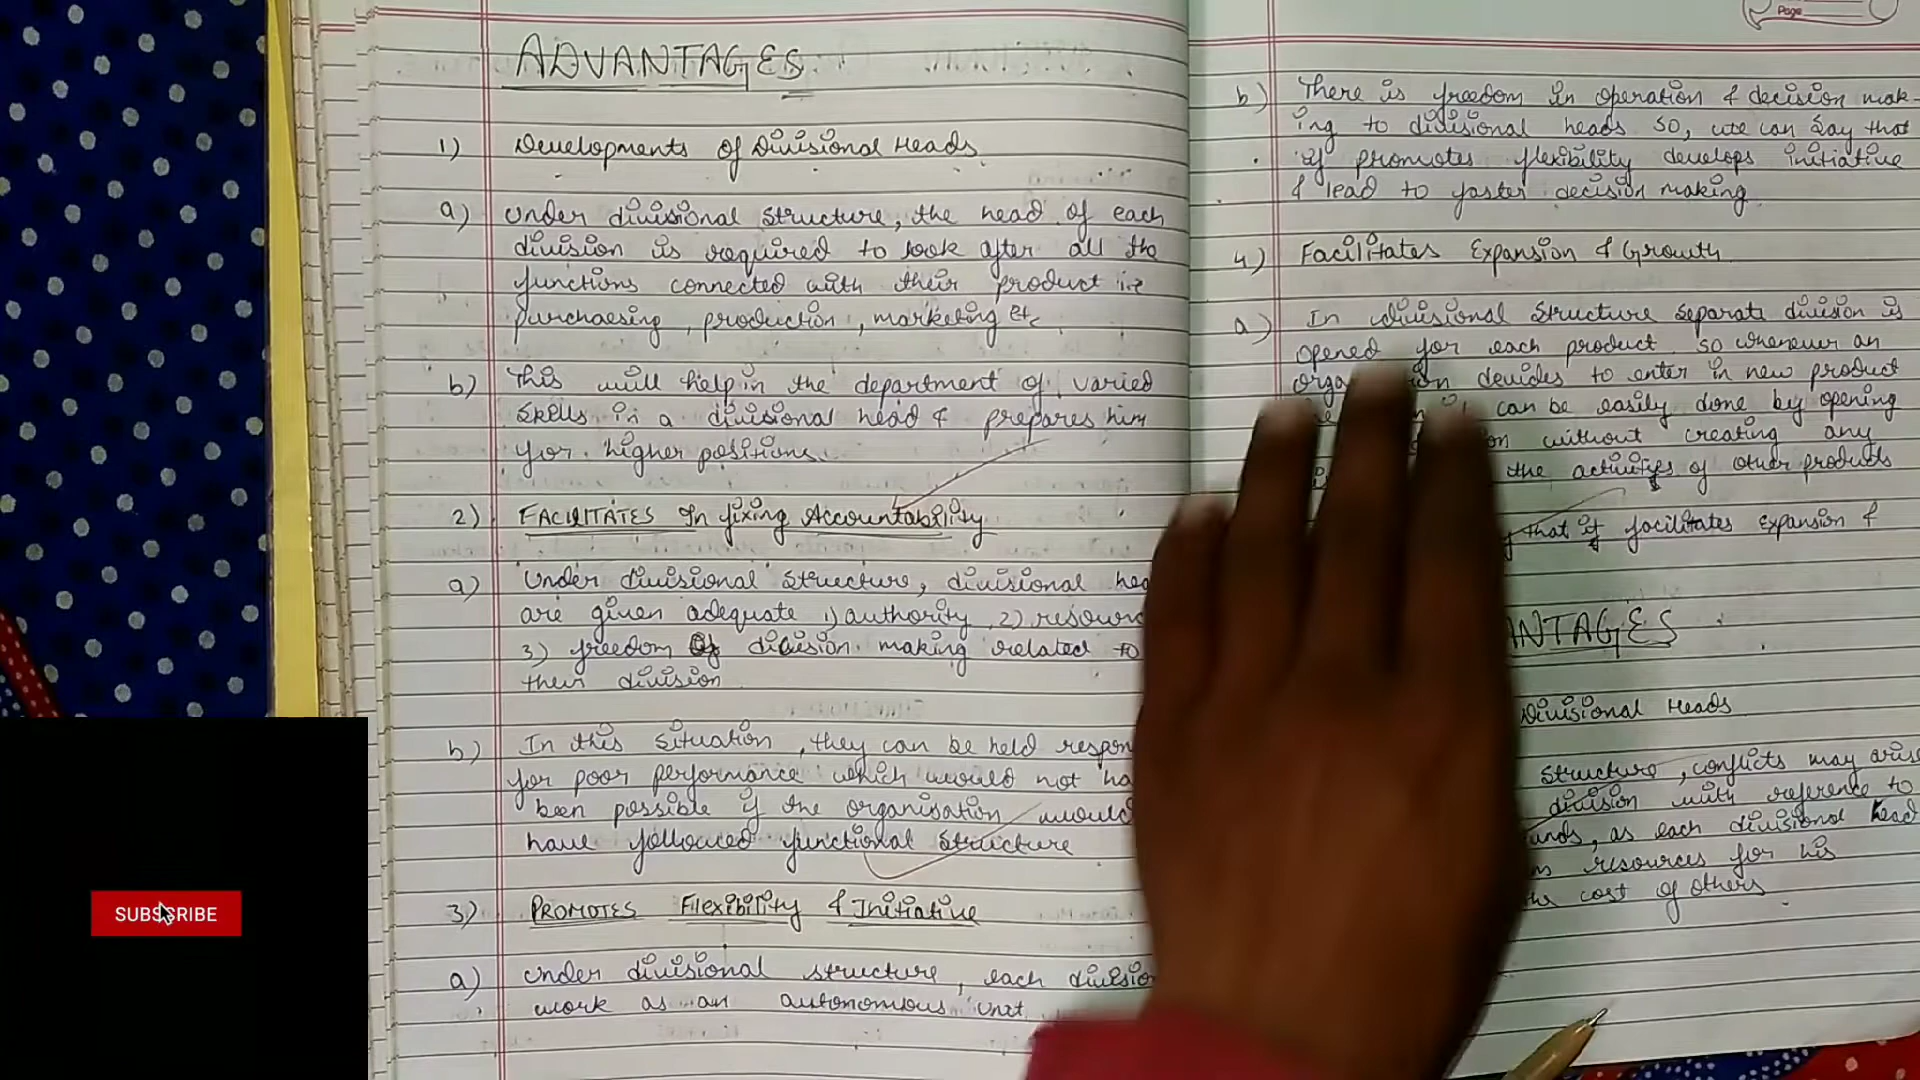 ADVANTAGES
1) Developments of Divisional Heads
a) Under divisional structure, the head of each
division is required to look after all the
functions connected with their product i.e
purchaesing, production, marketing etc
b) This will help in the department of varied
skells in a divisional head & prepares him
for higher positions.
2) FACILITATES In fixing Accountability
a) Under divisional structure, divisional
are given adequate 1) authority 2)
3) freedom of dicusion making related to
their division
b) In this situation, they can be held
for poor performance which would not
been possible if the organisation would
have followed functional structure
3) PROMOTES Flexibility & Initiative
a) Under divisional structure, each
work as an autonomous unit
Page
b) There is freedom in operation & decision mak-
ing to divisional heads so, we can say that
if promotes flexibility develops initiative
& lead to faster decision making
4) Facilitates Expansion & Growth
a) In divisional structure separate division is
opened for each product so whenever an
decides to enter in new product
can be easily done by opening
without creating any
the activities of other products
that it facilitates expansion &
Divisional Heads
structure, conflicts may
division with reference to
as each divisional head
resources for his
cost of others
SUBSCRIBE